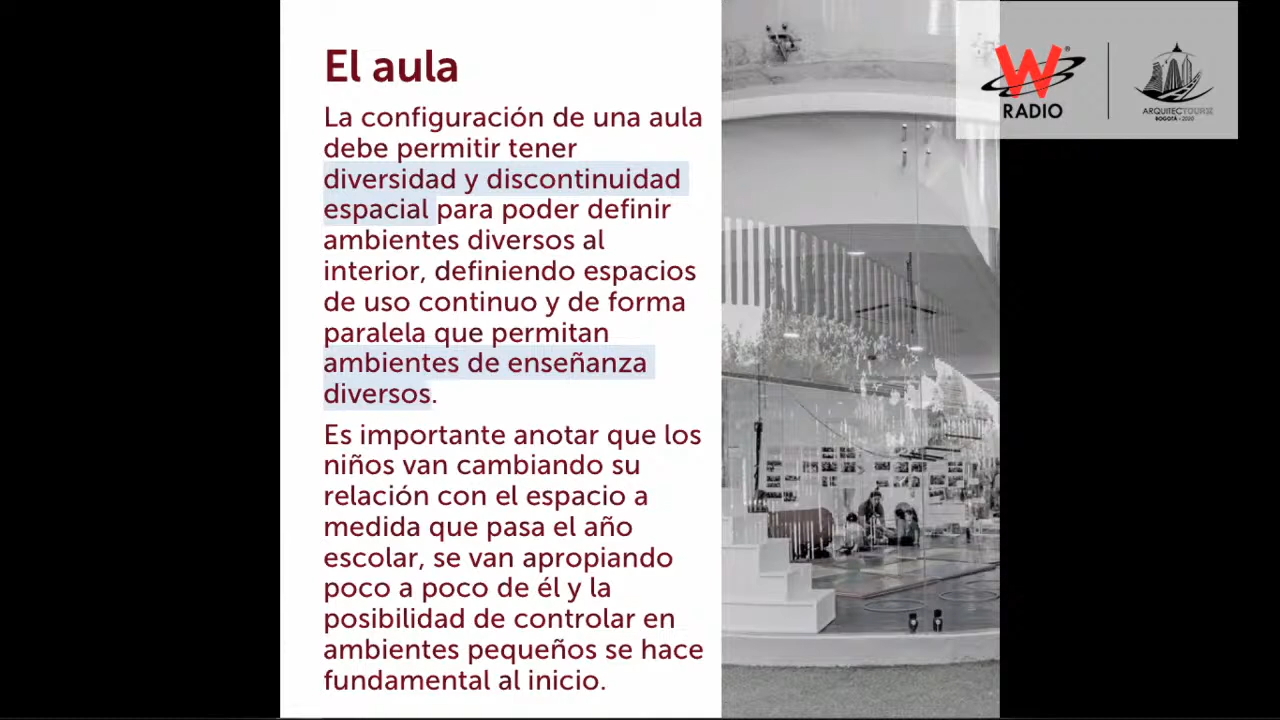 El aula
La configuración de una aula
debe permitir tener
diversidad y discontinuidad
espacial para poder definir
ambientes diversos al
interior, definiendo espacios
de uso continuo y de forma
paralela que permitan
ambientes de enseñanza
diversos.
Es importante anotar que los
niños van cambiando su
relación con el espacio a
medida que pasa el año
escolar, se van apropiando
poco a poco de él y la
posibilidad de controlar en
ambientes pequeños se hace
fundamental al inicio.
W
RADIO
ARQUITECTOURSE
BOGOTÁ - 2020